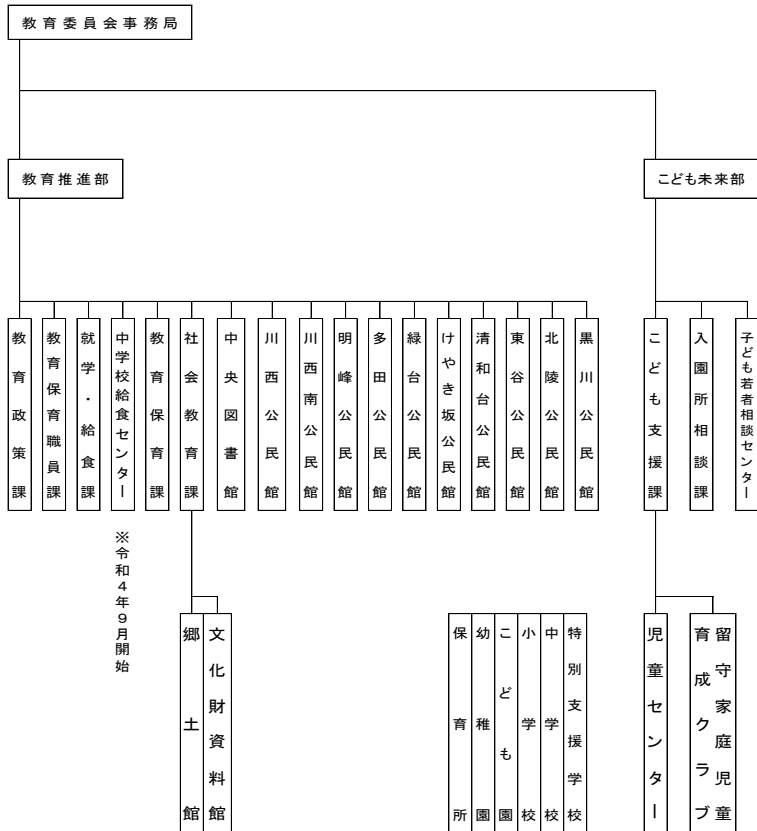 教育委員会事務局
教育推進部
こども未来部
教育政策課
教育保育職員課
就学・給食課
中学校給食センター
教育保育課
社会教育課
中央図書館
川西公民館
川西南公民館
明峰公民館
多田公民館
緑台公民館
けやき坂公民館
清和台公民館
東谷公民館
北陵公民館
黒川公民館
こども支援課
入園所相談課
子ども若者相談センター
※令和4年9月開始
郷土館
文化財資料館
保育所
幼稚園
こども園
小学校
中学校
特別支援学校
児童センター
留守家庭児童
育成クラブ